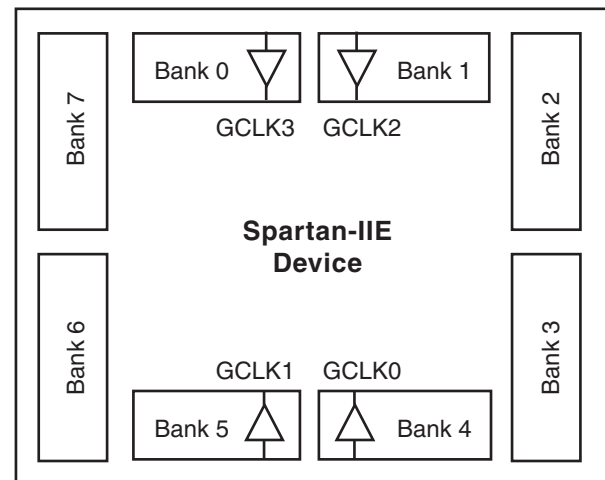 Bank 0
Bank 1
Bank 7
Bank 2
GCLK3
GCLK2
Spartan-IIE
Device
Bank 6
Bank 3
GCLK1
GCLK0
Bank 5
Bank 4